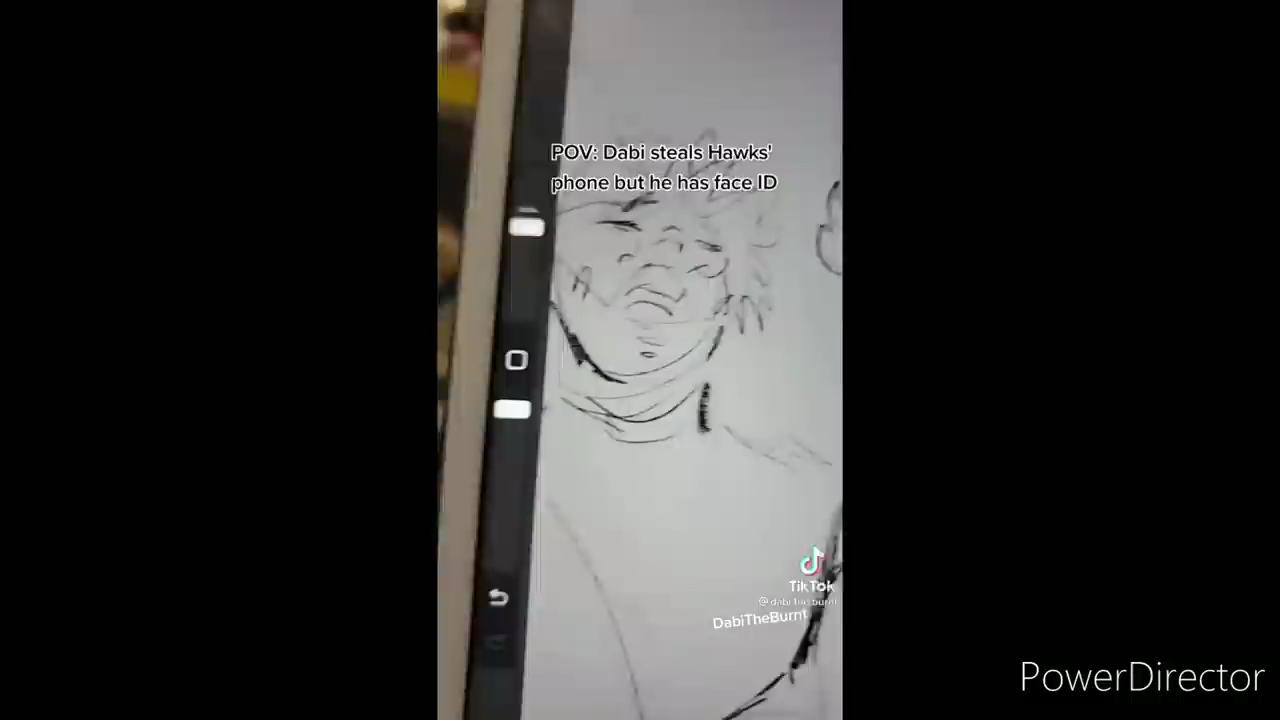 POV: Dabi steals Hawks'
phone but he has face ID
TikTok
DabiTheBurnt
PowerDirector